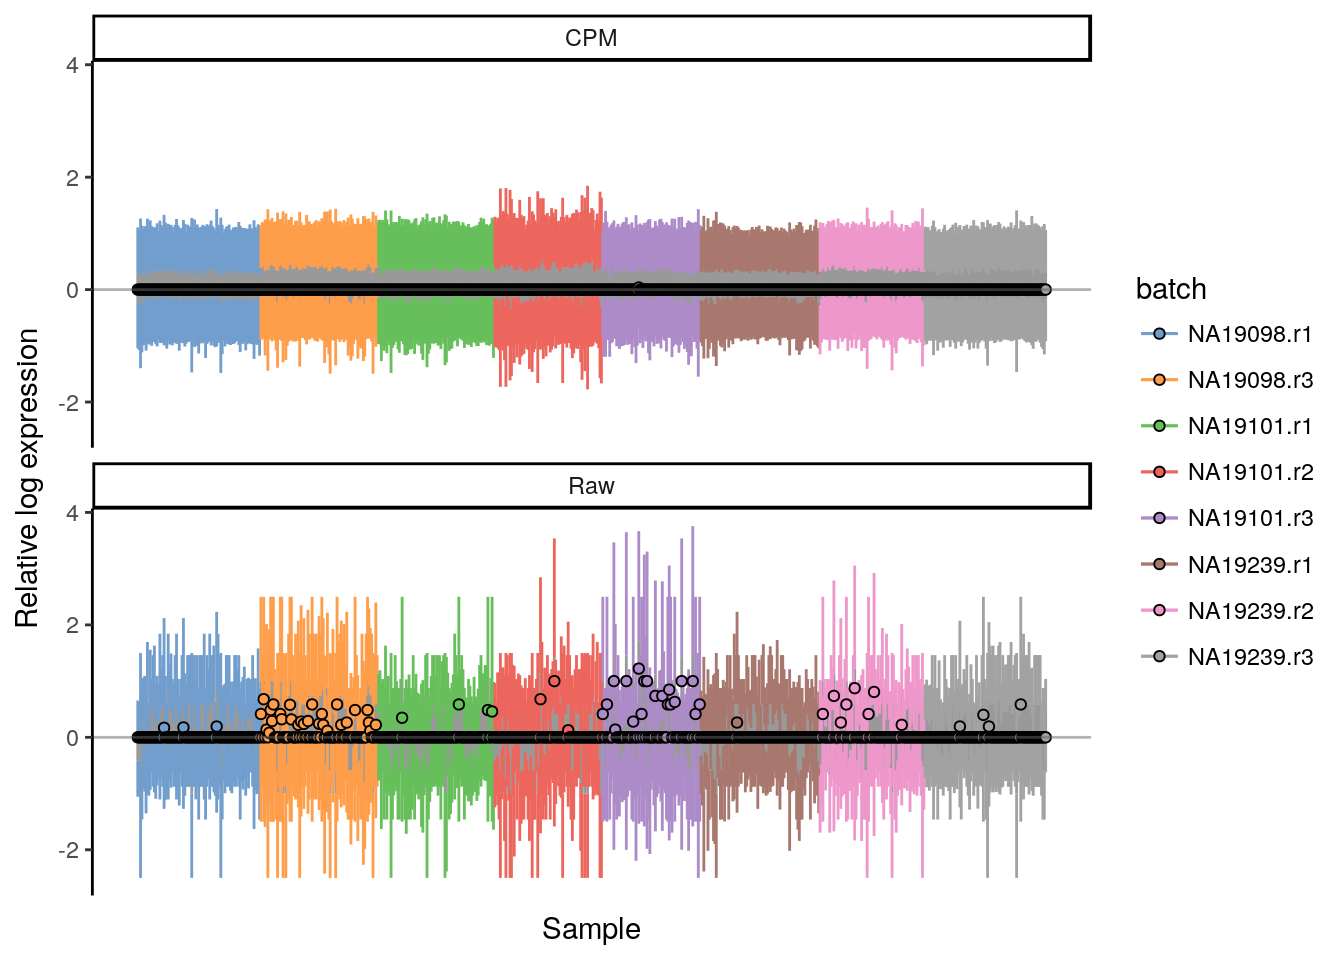 CPM
4
2
0
-2
Raw
4
2
0
-2
Relative log expression
Sample
batch
NA19098.r1
NA19098.r3
NA19101.r1
NA19101.r2
NA19101.r3
NA19239.r1
NA19239.r2
NA19239.r3